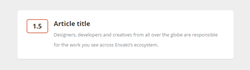 1.5
Article title
Designers, developers and creatives from all over the globe are responsible
for the work you see across Envato's ecosystem.